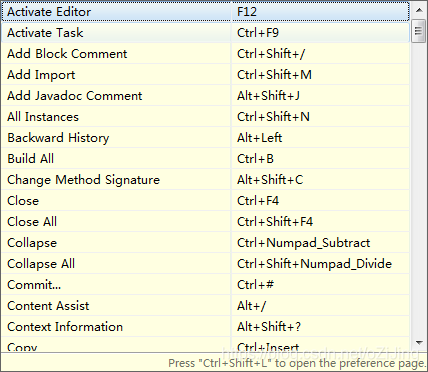 Activate Editor F12
Activate Task Ctrl+F9
Add Block Comment Ctrl+Shift+/
Add Import Ctrl+Shift+M
Add Javadoc Comment Alt+Shift+J
All Instances Ctrl+Shift+N
Backward History Alt+Left
Build All Ctrl+B
Change Method Signature Alt+Shift+C
Close Ctrl+F4
Close All Ctrl+Shift+F4
Collapse Ctrl+Numpad_Subtract
Collapse All Ctrl+Shift+Numpad_Divide
Commit... Ctrl+#
Content Assist Alt+/
Context Information Alt+Shift+?
Copy Ctrl+Insert
Press "Ctrl+Shift+L" to open the preference page.